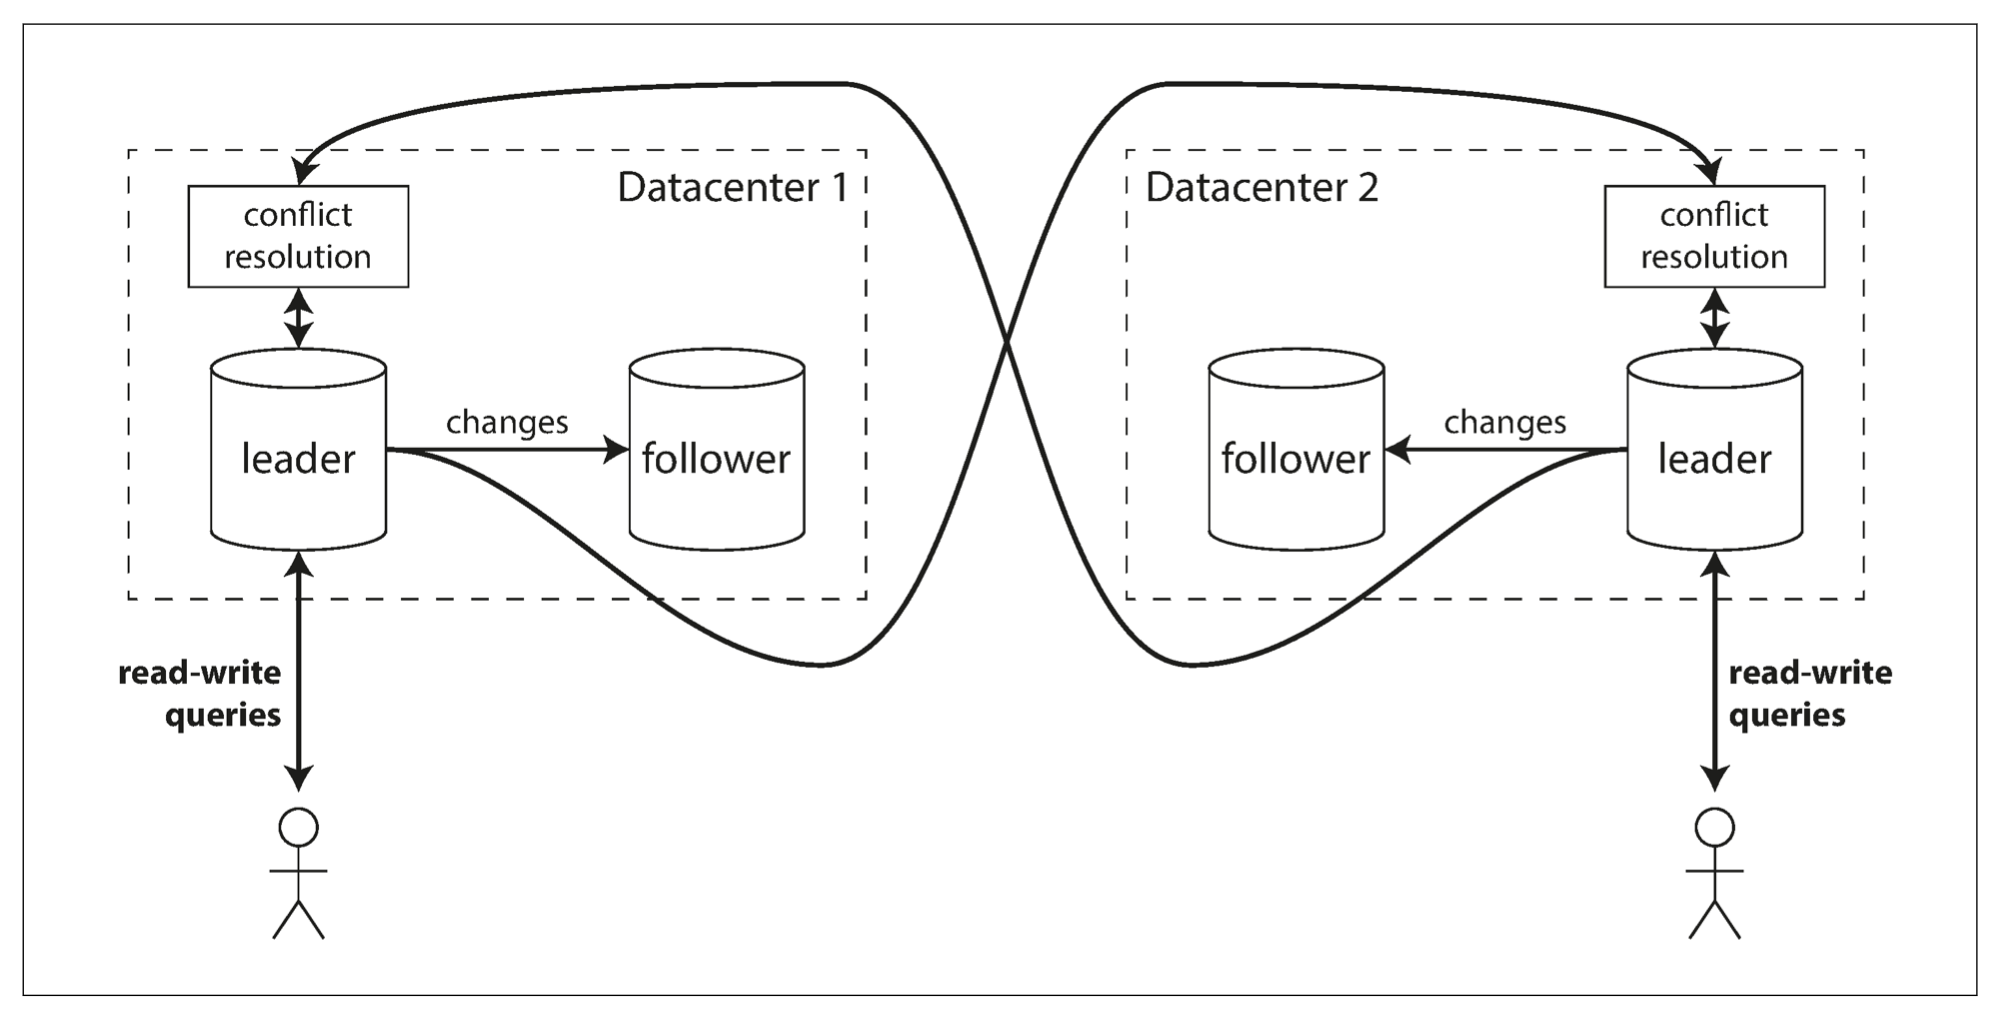 Datacenter 1
conflict
resolution
changes
leader
follower
read-write
queries
Datacenter 2
conflict
resolution
changes
follower
leader
read-write
queries